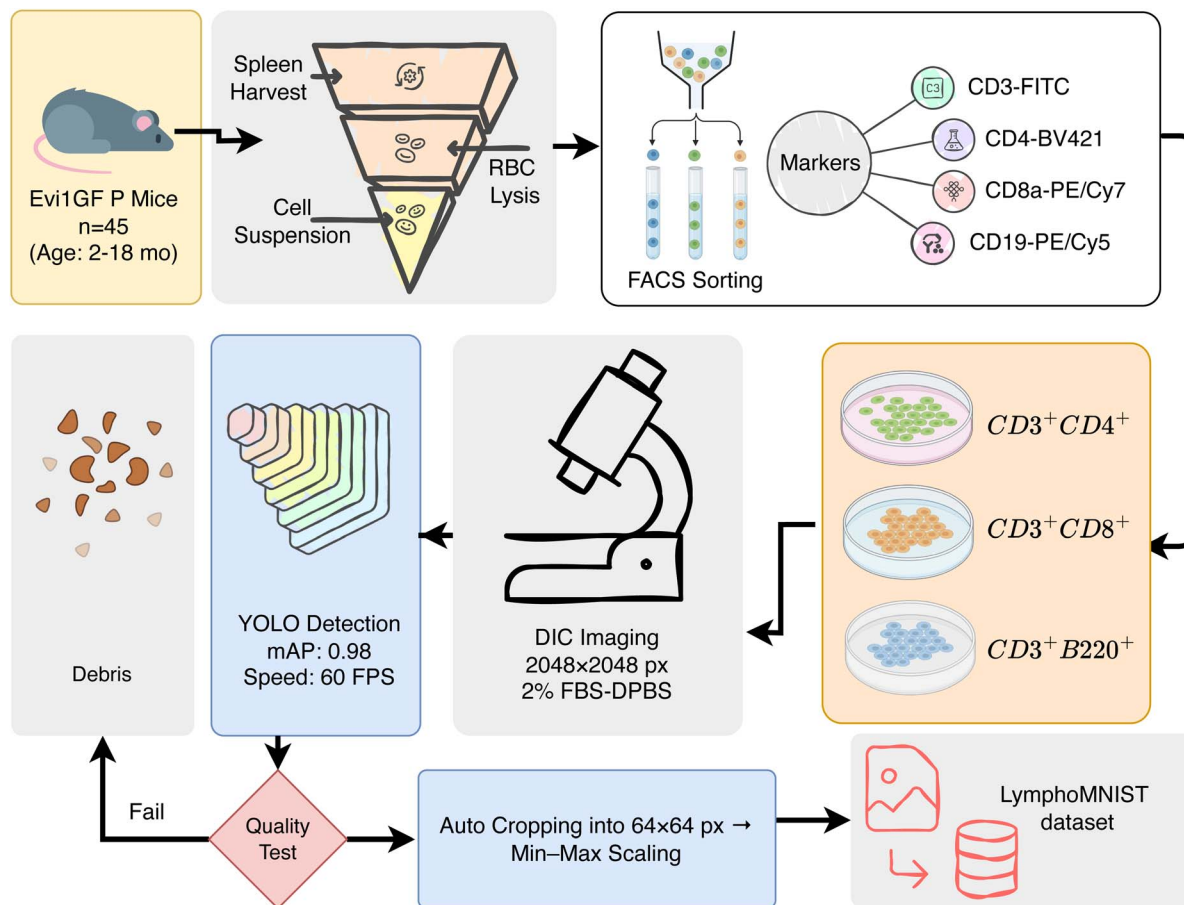 Evi1GF P Mice
n=45
(Age: 2-18 mo)
Spleen
Harvest
RBC
Lysis
Cell
Suspension
FACS Sorting
Markers
C3
CD3-FITC
CD4-BV421
CD8a-PE/Cy7
CD19-PE/Cy5
Debris
YOLO Detection
mAP: 0.98
Speed: 60 FPS
DIC Imaging
2048×2048 px
2% FBS-DPBS
CD3⁺CD4⁺
CD3⁺CD8⁺
CD3⁺B220⁺
Fail
Quality
Test
Auto Cropping into 64×64 px →
Min–Max Scaling
LymphoMNIST
dataset